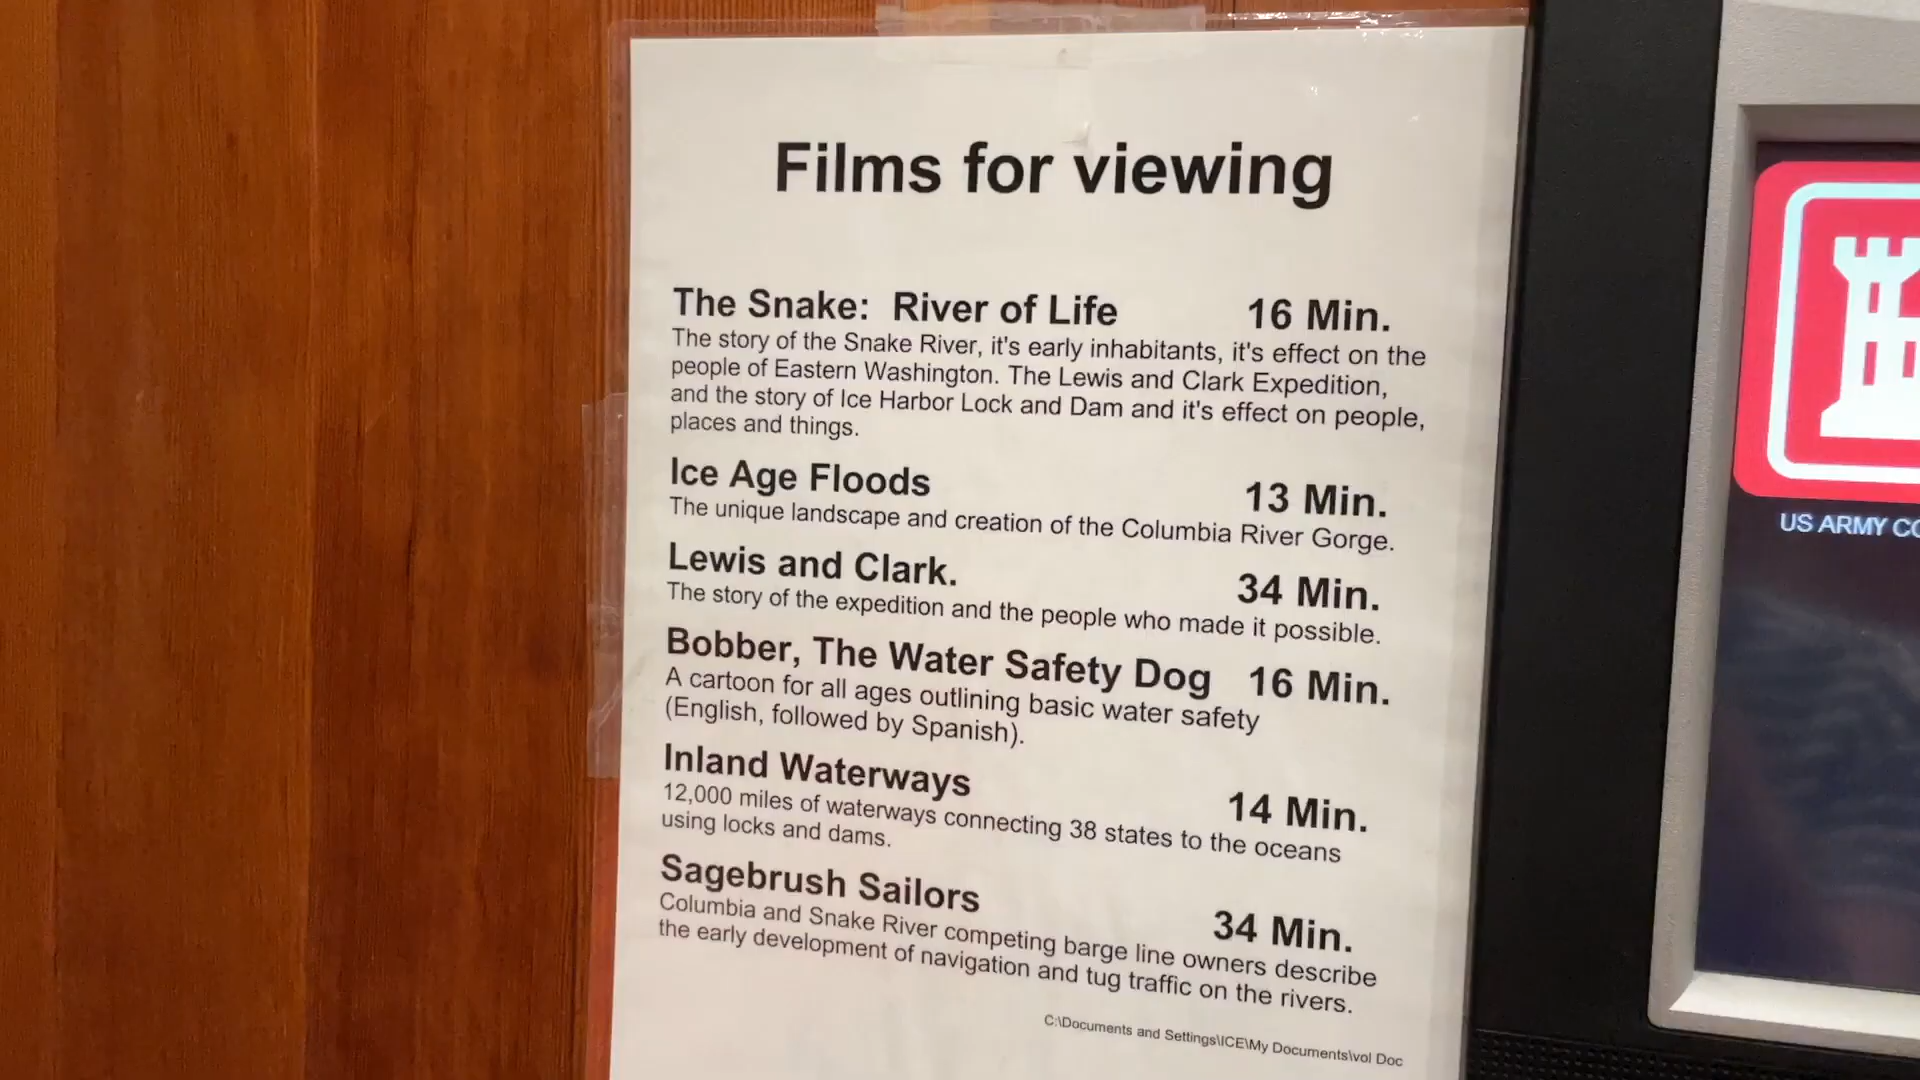 Films for viewing
The Snake: River of Life 16 Min.
The story of the Snake River, it's early inhabitants, it's effect on the
people of Eastern Washington. The Lewis and Clark Expedition,
and the story of Ice Harbor Lock and Dam and it's effect on people,
places and things.
Ice Age Floods 13 Min.
The unique landscape and creation of the Columbia River Gorge.
Lewis and Clark. 34 Min.
The story of the expedition and the people who made it possible.
Bobber, The Water Safety Dog 16 Min.
A cartoon for all ages outlining basic water safety
(English, followed by Spanish).
Inland Waterways 14 Min.
12,000 miles of waterways connecting 38 states to the oceans
using locks and dams.
Sagebrush Sailors 34 Min.
Columbia and Snake River competing barge line owners describe
the early development of navigation and tug traffic on the rivers.
C:\Documents and Settings\ICE\My Documents\vol Doc
US ARMY CO